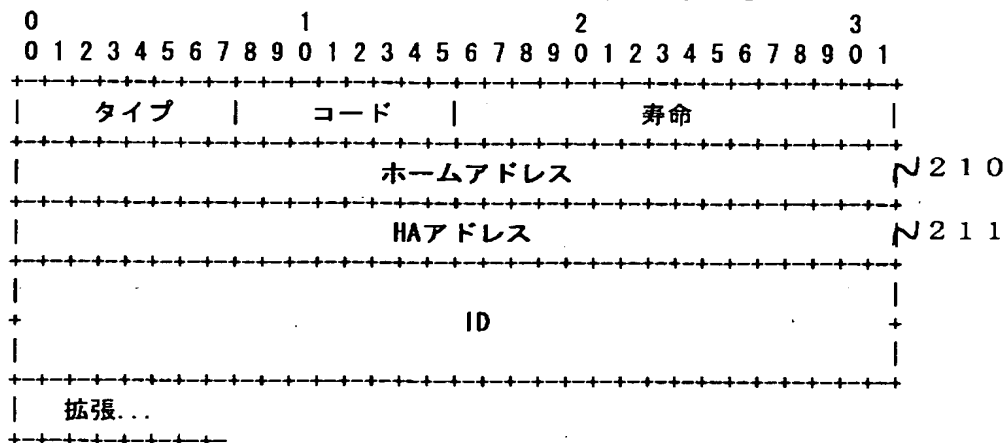 0 1 2 3
0 1 2 3 4 5 6 7 8 9 0 1 2 3 4 5 6 7 8 9 0 1 2 3 4 5 6 7 8 9 0 1
タイプ | コード | 寿命
ホームアドレス 210
HAアドレス 211
ID
拡張...